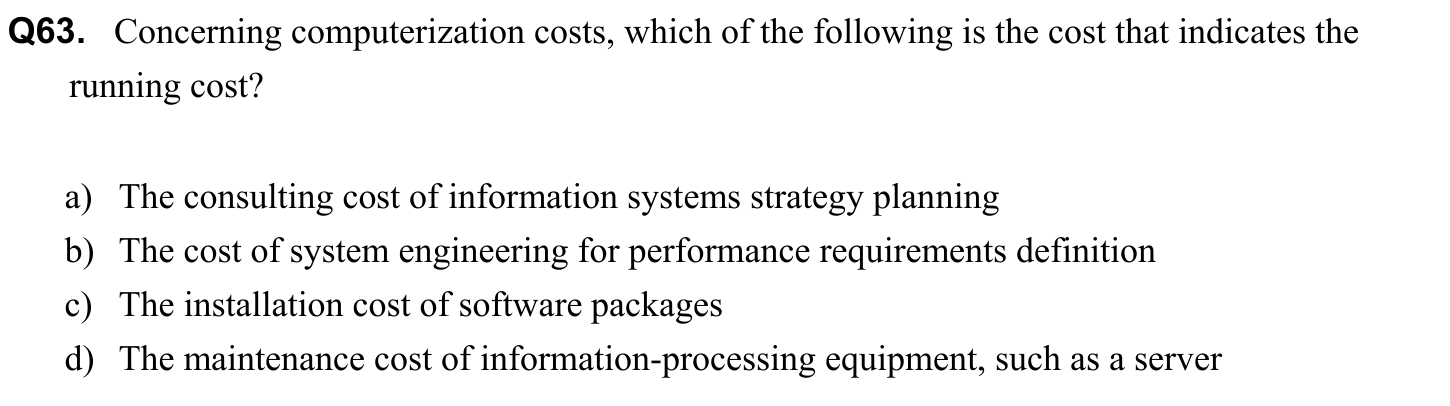 Q63. Concerning computerization costs, which of the following is the cost that indicates the
running cost?
a) The consulting cost of information systems strategy planning
b) The cost of system engineering for performance requirements definition
c) The installation cost of software packages
d) The maintenance cost of information-processing equipment, such as a server